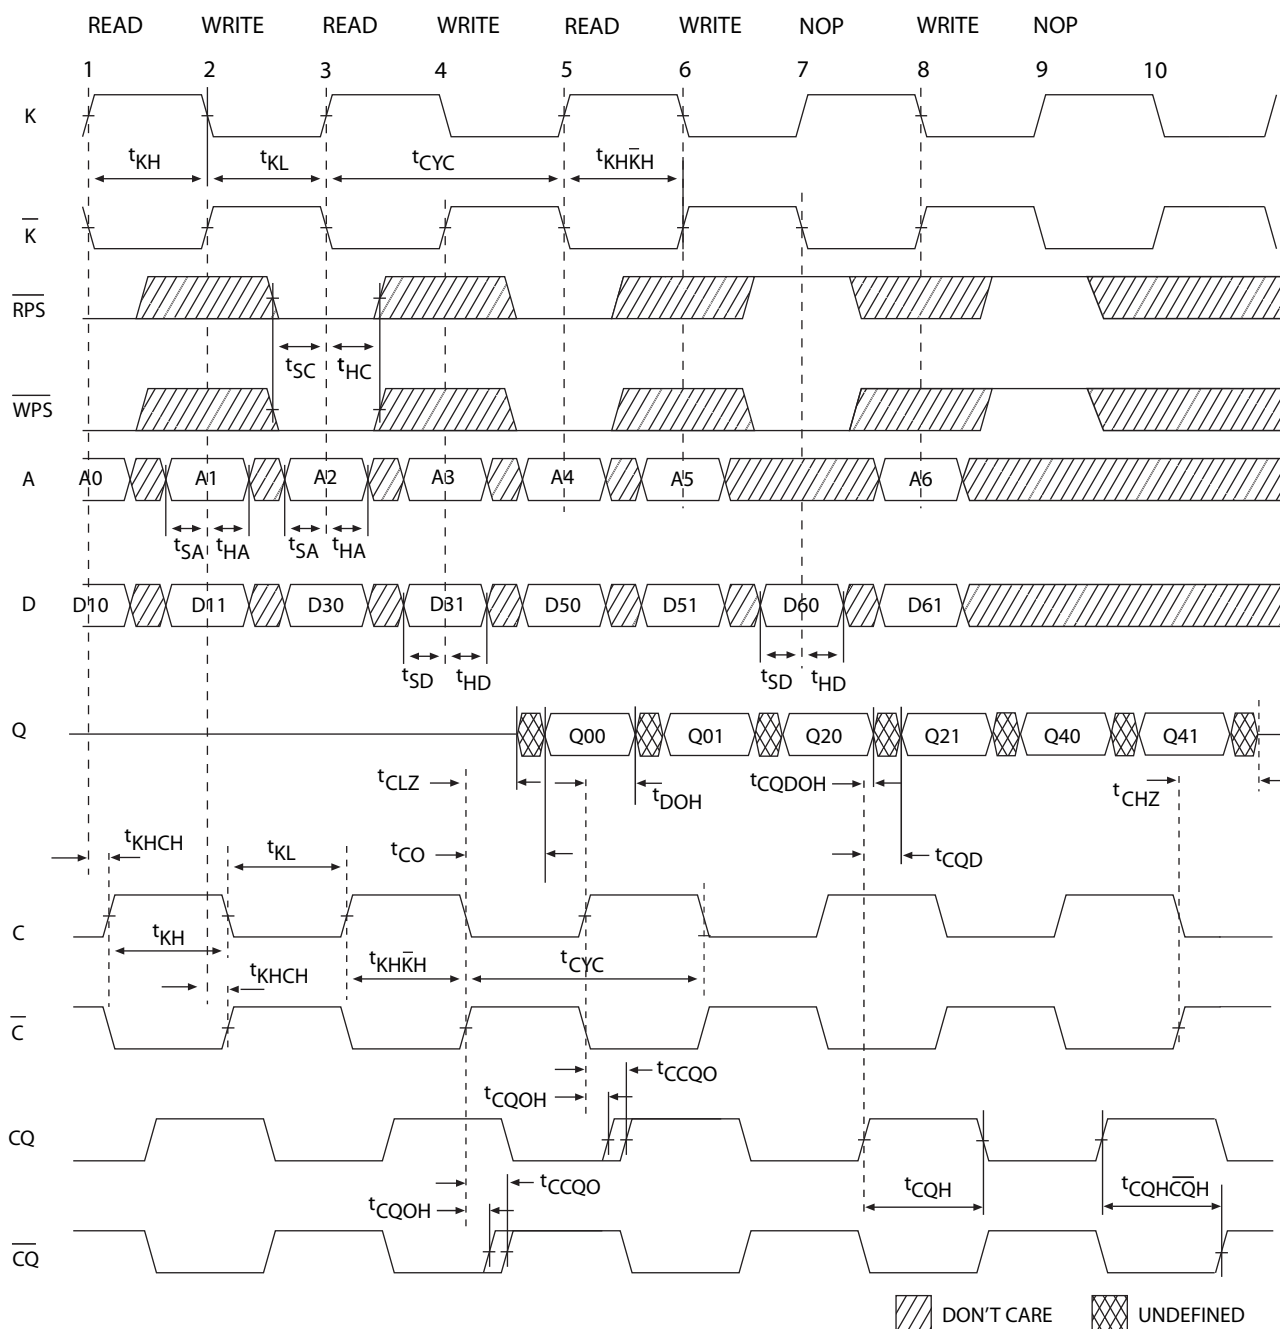 READ WRITE READ WRITE READ WRITE NOP WRITE NOP
1 2 3 4 5 6 7 8 9 10
K
tKH tKL tCYC tKHK̅H
K̅
R̅P̅S̅
tSC tHC
W̅P̅S̅
A A0 A1 A2 A3 A4 A5 A6
tSA tHA tSA tHA
D D10 D11 D30 D31 D50 D51 D60 D61
tSD tHD tSD tHD
Q Q00 Q01 Q20 Q21 Q40 Q41
tCLZ tDOH tCQDOH tCHZ
tKHCH tKL tCO tCQD
C
tKH tKHK̅H tCYC
tKHCH
C̅
tCCQO
tCQOH
CQ
tCCQO tCQH tCQHC̅Q̅H
tCQOH
C̅Q̅
DON'T CARE UNDEFINED